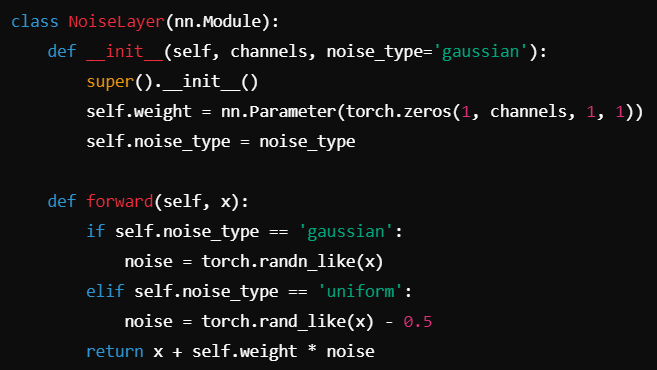 class NoiseLayer(nn.Module):
    def __init__(self, channels, noise_type='gaussian'):
        super().__init__()
        self.weight = nn.Parameter(torch.zeros(1, channels, 1, 1))
        self.noise_type = noise_type

    def forward(self, x):
        if self.noise_type == 'gaussian':
            noise = torch.randn_like(x)
        elif self.noise_type == 'uniform':
            noise = torch.rand_like(x) - 0.5
        return x + self.weight * noise